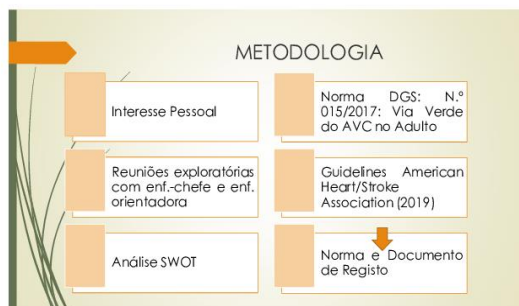 METODOLOGIA
Interesse Pessoal
Reuniões exploratórias
com enf.-chefe e enf.
orientadora
Análise SWOT
Norma DGS: N.º
015/2017: Via Verde
do AVC no Adulto
Guidelines American
Heart/Stroke
Association (2019)
Norma e Documento
de Registo